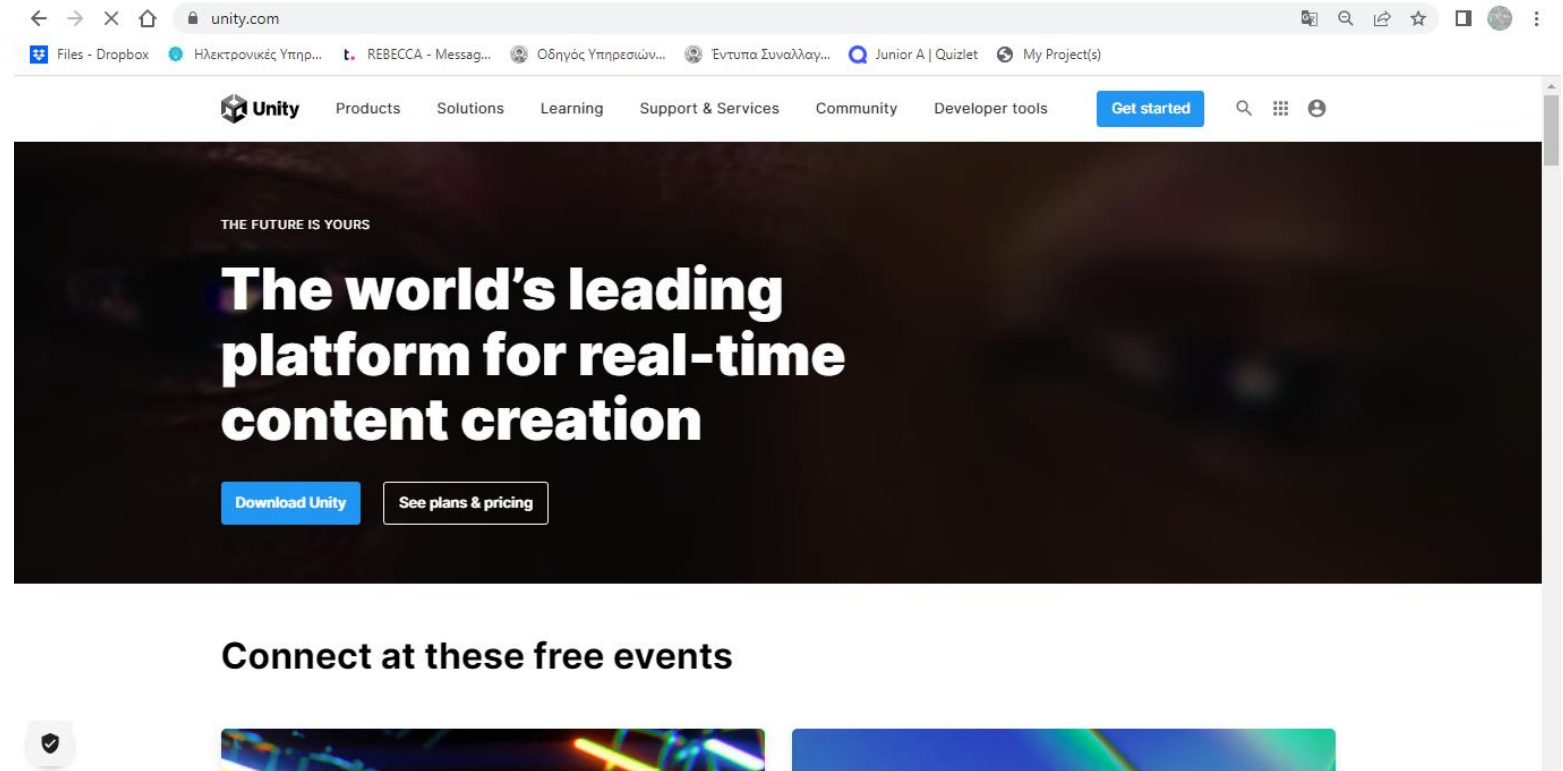 unity.com
Files - Dropbox Ηλεκτρονικές Υπηρ... t. REBECCA - Messag... Οδηγός Υπηρεσιών... Έντυπα Συναλλαγ... Junior A | Quizlet My Project(s)
Unity Products Solutions Learning Support & Services Community Developer tools Get started
THE FUTURE IS YOURS
The world’s leading
platform for real-time
content creation
Download Unity See plans & pricing
Connect at these free events